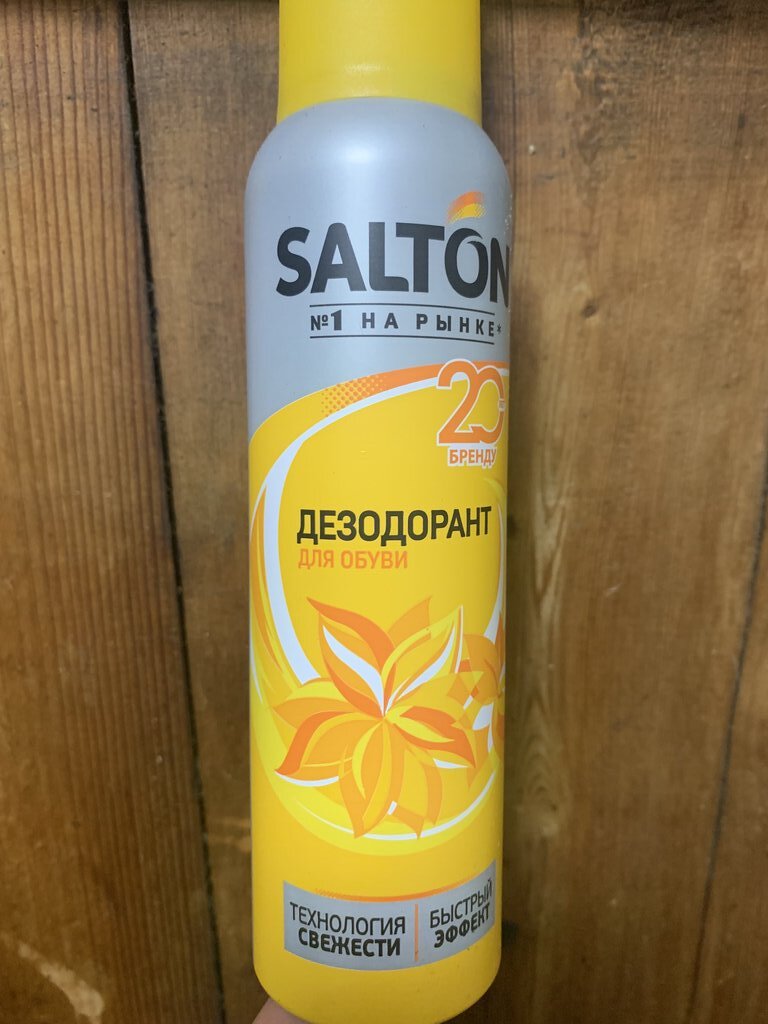 SALTON
№1 НА РЫНКЕ*
20
БРЕНДУ
ДЕЗОДОРАНТ
ДЛЯ ОБУВИ
ТЕХНОЛОГИЯ
СВЕЖЕСТИ
БЫСТРЫЙ
ЭФФЕКТ